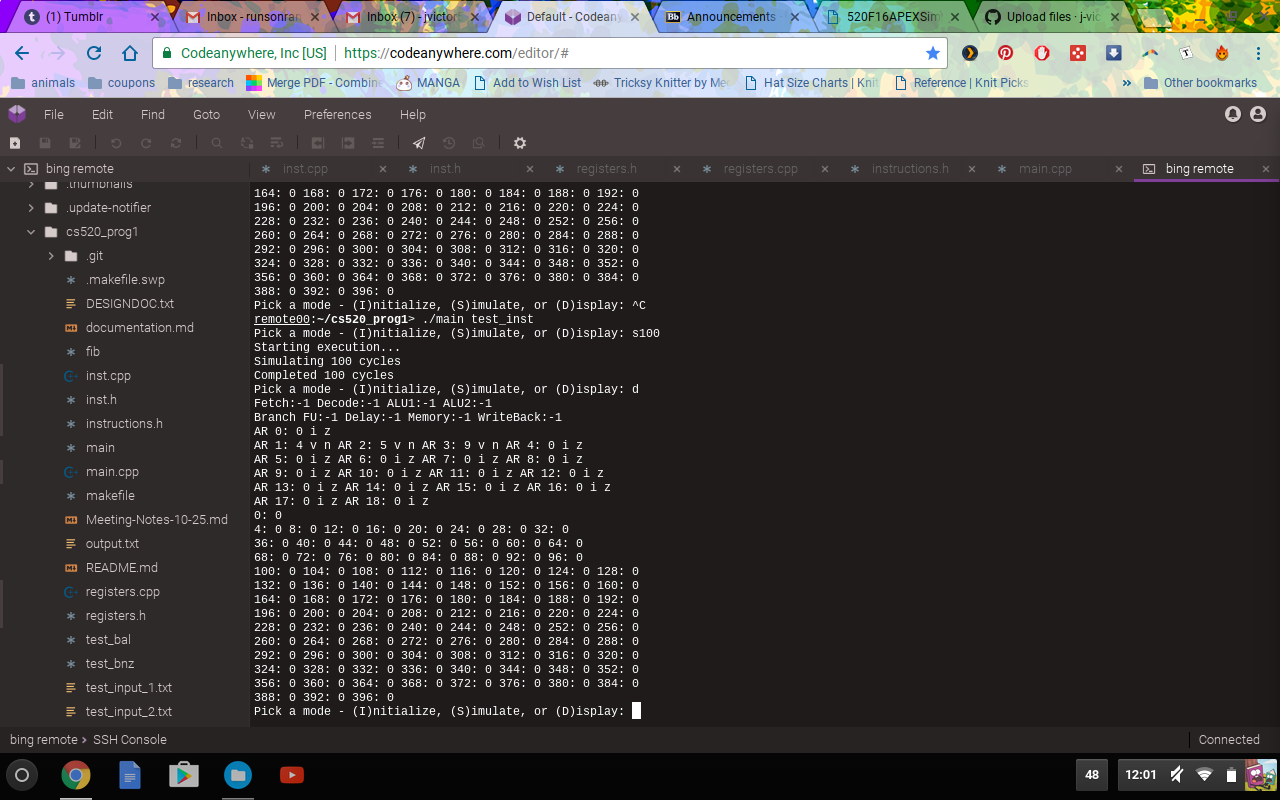 (1) Tumblr
Inbox - runsonran
Inbox (7) - jvictor
Default - Codeany
Bb Announcements
520F16APEXSim
Upload files · j-vic
Codeanywhere, Inc [US] https://codeanywhere.com/editor/#
animals coupons research Merge PDF - Combin MANGA Add to Wish List Tricksy Knitter by Me Hat Size Charts | Knit Reference | Knit Picks » Other bookmarks
File Edit Find Goto View Preferences Help
bing remote
inst.cpp × inst.h × registers.h × registers.cpp × instructions.h × main.cpp × bing remote ×
.thumbnails
.update-notifier
cs520_prog1
.git
.makefile.swp
DESIGNDOC.txt
documentation.md
fib
inst.cpp
inst.h
instructions.h
main
main.cpp
makefile
Meeting-Notes-10-25.md
output.txt
README.md
registers.cpp
registers.h
test_bal
test_bnz
test_input_1.txt
test_input_2.txt
164: 0 168: 0 172: 0 176: 0 180: 0 184: 0 188: 0 192: 0
196: 0 200: 0 204: 0 208: 0 212: 0 216: 0 220: 0 224: 0
228: 0 232: 0 236: 0 240: 0 244: 0 248: 0 252: 0 256: 0
260: 0 264: 0 268: 0 272: 0 276: 0 280: 0 284: 0 288: 0
292: 0 296: 0 300: 0 304: 0 308: 0 312: 0 316: 0 320: 0
324: 0 328: 0 332: 0 336: 0 340: 0 344: 0 348: 0 352: 0
356: 0 360: 0 364: 0 368: 0 372: 0 376: 0 380: 0 384: 0
388: 0 392: 0 396: 0
Pick a mode - (I)nitialize, (S)imulate, or (D)isplay: ^C
remote00:~/cs520_prog1> ./main test_inst
Pick a mode - (I)nitialize, (S)imulate, or (D)isplay: s100
Starting execution...
Simulating 100 cycles
Completed 100 cycles
Pick a mode - (I)nitialize, (S)imulate, or (D)isplay: d
Fetch:-1 Decode:-1 ALU1:-1 ALU2:-1
Branch FU:-1 Delay:-1 Memory:-1 WriteBack:-1
AR 0: 0 i z
AR 1: 4 v n AR 2: 5 v n AR 3: 9 v n AR 4: 0 i z
AR 5: 0 i z AR 6: 0 i z AR 7: 0 i z AR 8: 0 i z
AR 9: 0 i z AR 10: 0 i z AR 11: 0 i z AR 12: 0 i z
AR 13: 0 i z AR 14: 0 i z AR 15: 0 i z AR 16: 0 i z
AR 17: 0 i z AR 18: 0 i z
0: 0
4: 0 8: 0 12: 0 16: 0 20: 0 24: 0 28: 0 32: 0
36: 0 40: 0 44: 0 48: 0 52: 0 56: 0 60: 0 64: 0
68: 0 72: 0 76: 0 80: 0 84: 0 88: 0 92: 0 96: 0
100: 0 104: 0 108: 0 112: 0 116: 0 120: 0 124: 0 128: 0
132: 0 136: 0 140: 0 144: 0 148: 0 152: 0 156: 0 160: 0
164: 0 168: 0 172: 0 176: 0 180: 0 184: 0 188: 0 192: 0
196: 0 200: 0 204: 0 208: 0 212: 0 216: 0 220: 0 224: 0
228: 0 232: 0 236: 0 240: 0 244: 0 248: 0 252: 0 256: 0
260: 0 264: 0 268: 0 272: 0 276: 0 280: 0 284: 0 288: 0
292: 0 296: 0 300: 0 304: 0 308: 0 312: 0 316: 0 320: 0
324: 0 328: 0 332: 0 336: 0 340: 0 344: 0 348: 0 352: 0
356: 0 360: 0 364: 0 368: 0 372: 0 376: 0 380: 0 384: 0
388: 0 392: 0 396: 0
Pick a mode - (I)nitialize, (S)imulate, or (D)isplay:
bing remote > SSH Console Connected
48 12:01